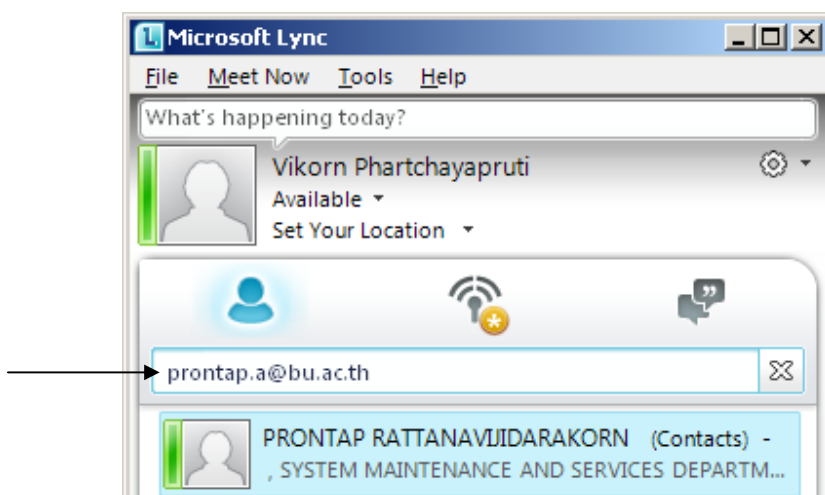 Microsoft Lync
File Meet Now Tools Help
What's happening today?
Vikorn Phartchayapruti
Available
Set Your Location
prontap.a@bu.ac.th
PRONTAP RATTANAVIJIDARAKORN (Contacts) -
, SYSTEM MAINTENANCE AND SERVICES DEPARTM...